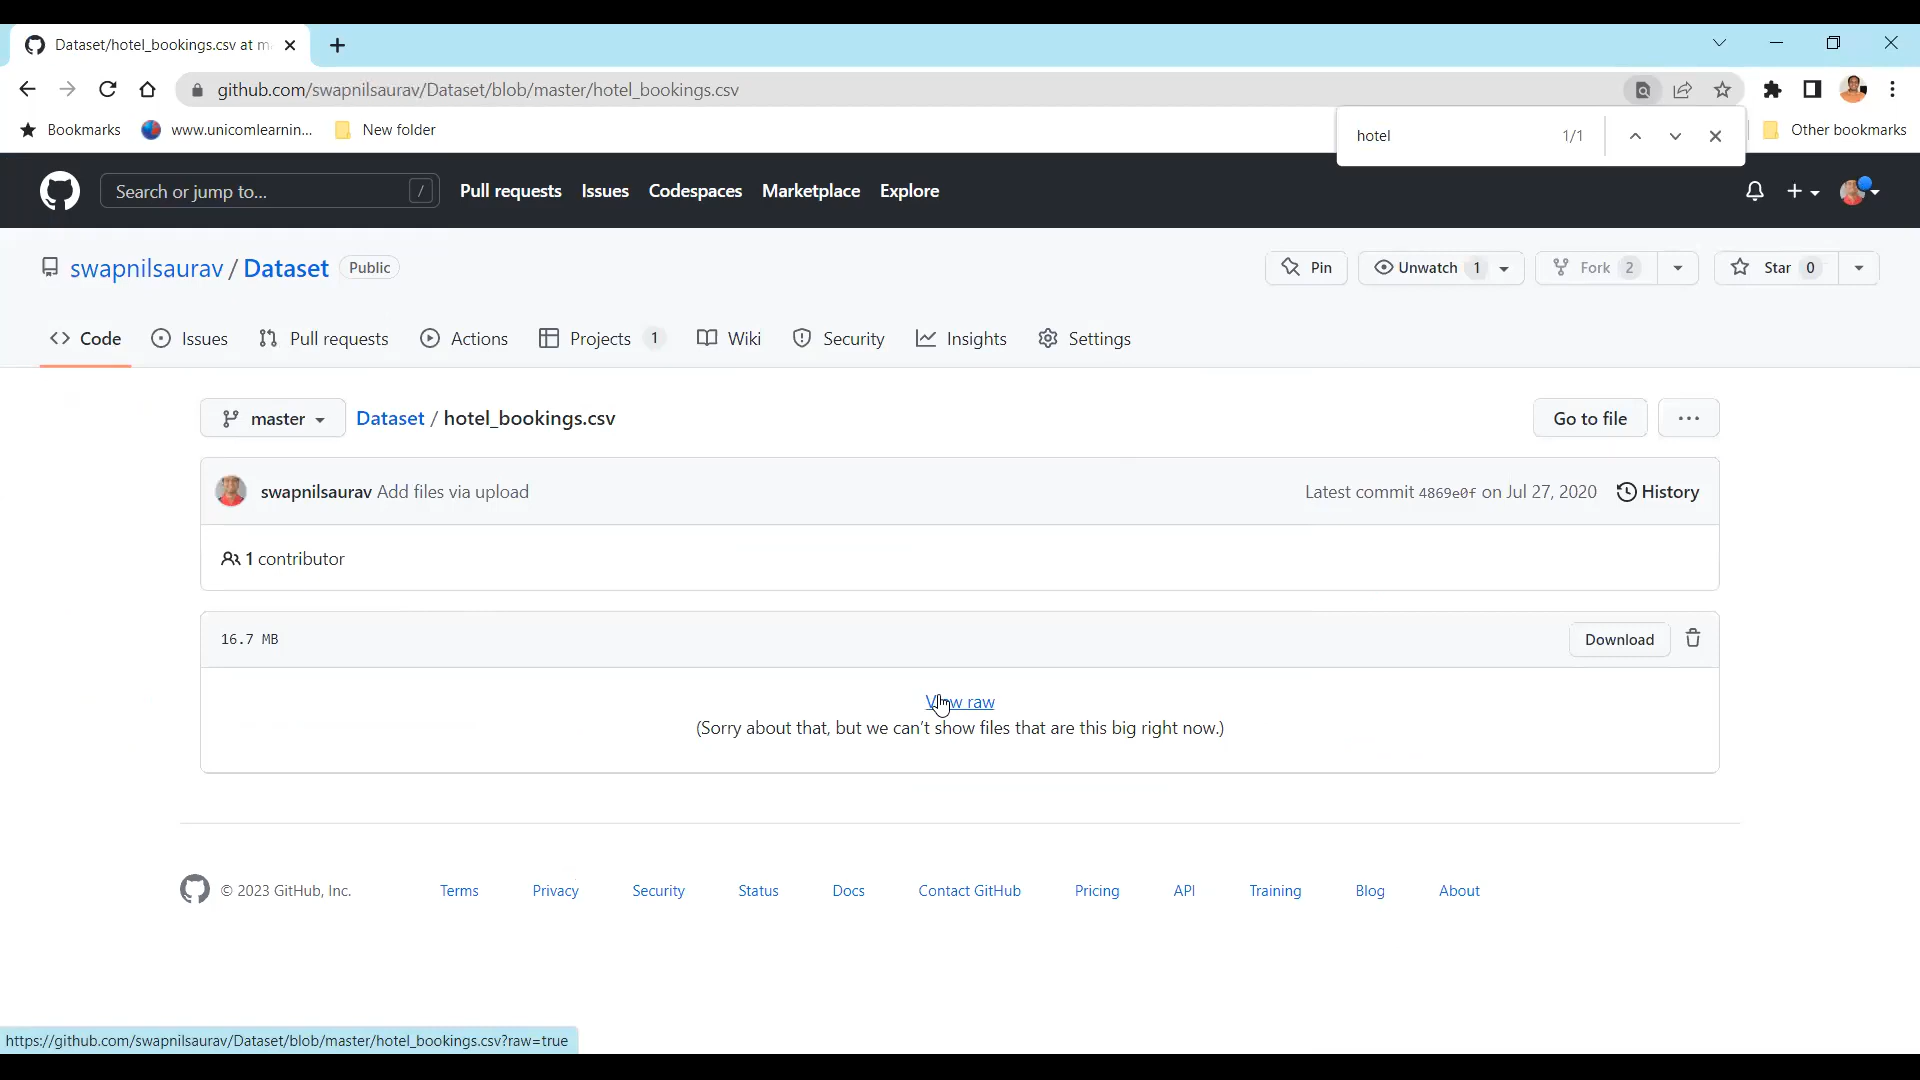 Dataset/hotel_bookings.csv at m
github.com/swapnilsaurav/Dataset/blob/master/hotel_bookings.csv
Bookmarks www.unicomlearnin... New folder Other bookmarks
hotel 1/1
Search or jump to... / Pull requests Issues Codespaces Marketplace Explore
swapnilsaurav / Dataset Public Pin Unwatch 1 Fork 2 Star 0
Code Issues Pull requests Actions Projects 1 Wiki Security Insights Settings
master Dataset / hotel_bookings.csv Go to file
swapnilsaurav Add files via upload Latest commit 4869e0f on Jul 27, 2020 History
1 contributor
16.7 MB Download
View raw
(Sorry about that, but we can't show files that are this big right now.)
© 2023 GitHub, Inc. Terms Privacy Security Status Docs Contact GitHub Pricing API Training Blog About
https://github.com/swapnilsaurav/Dataset/blob/master/hotel_bookings.csv?raw=true